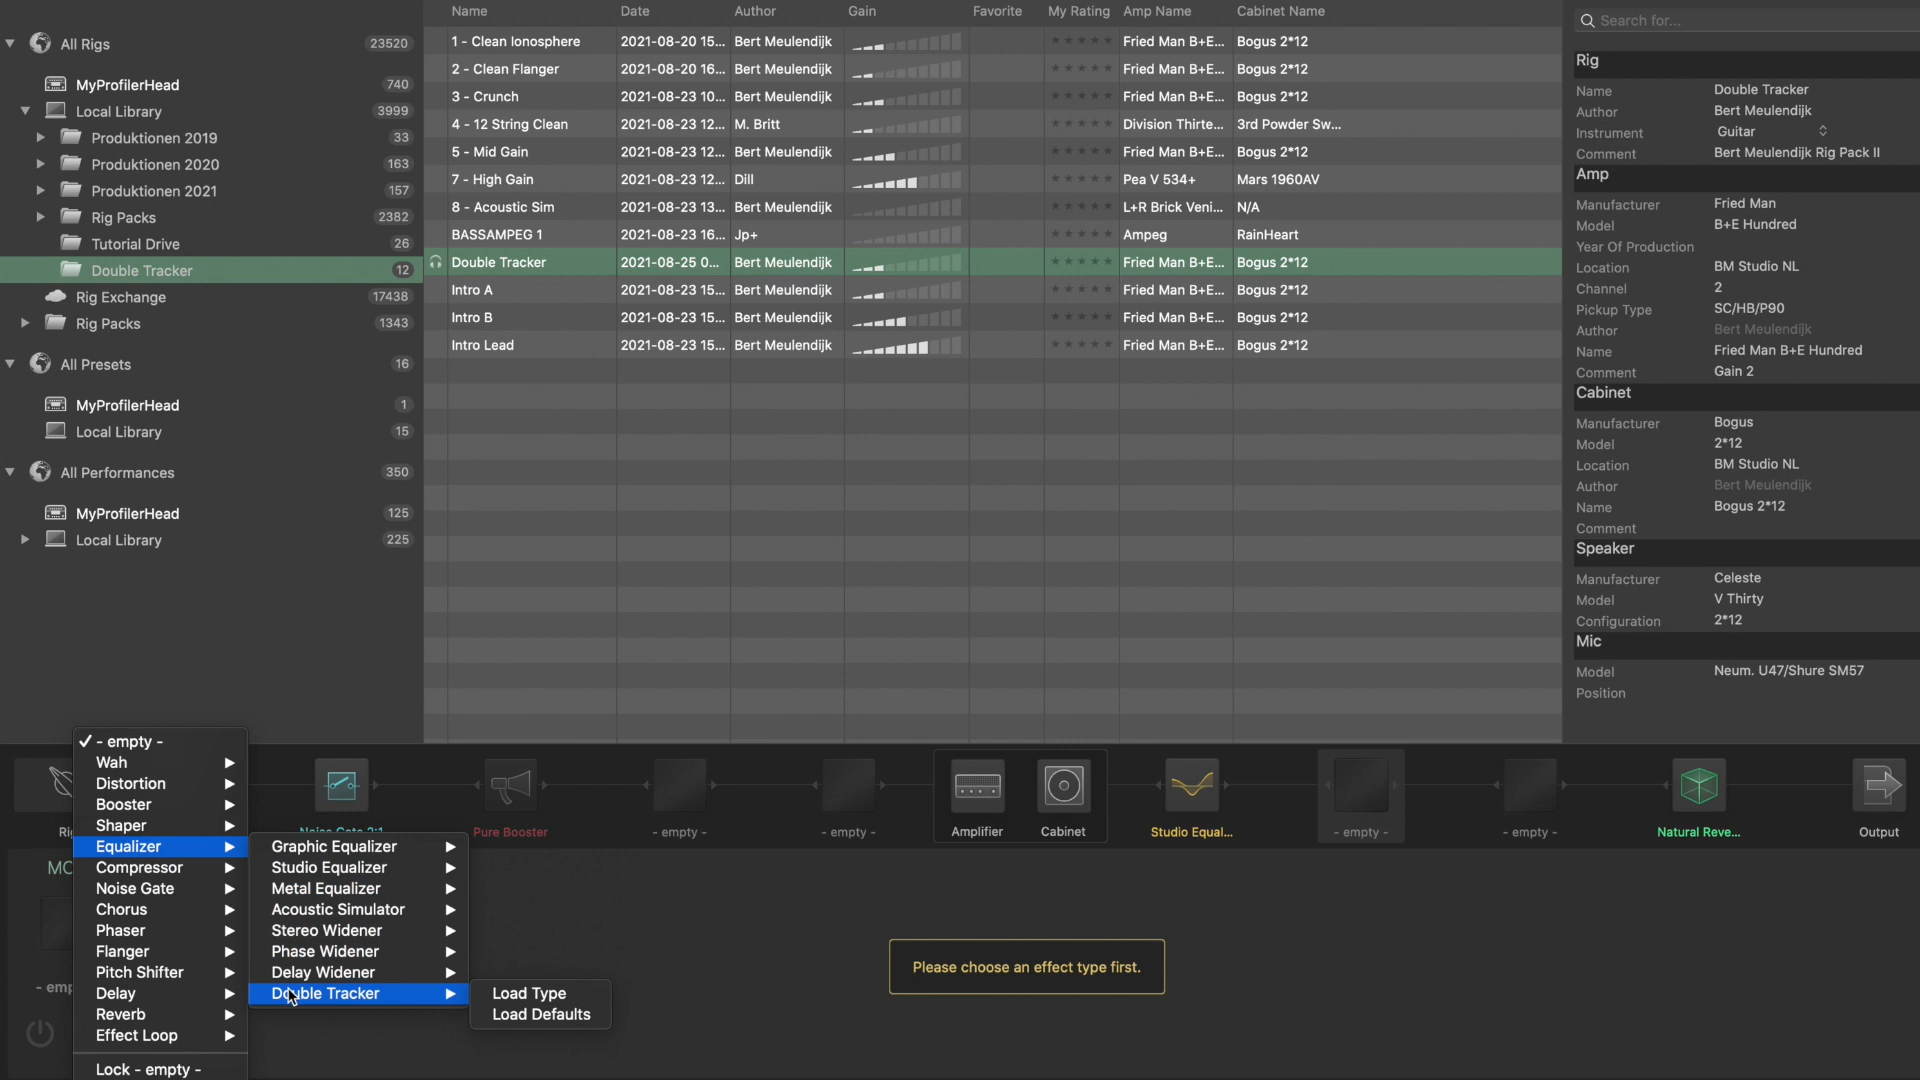 All Rigs 23520
MyProfilerHead 740
Local Library 3999
Produktionen 2019 33
Produktionen 2020 163
Produktionen 2021 157
Rig Packs 2382
Tutorial Drive 26
Double Tracker 12
Rig Exchange 17438
Rig Packs 1343
All Presets 16
MyProfilerHead 1
Local Library 15
All Performances 350
MyProfilerHead 125
Local Library 225
Name Date Author Gain Favorite My Rating Amp Name Cabinet Name
1 - Clean Ionosphere 2021-08-20 15... Bert Meulendijk Fried Man B+E... Bogus 2*12
2 - Clean Flanger 2021-08-20 16... Bert Meulendijk Fried Man B+E... Bogus 2*12
3 - Crunch 2021-08-23 10... Bert Meulendijk Fried Man B+E... Bogus 2*12
4 - 12 String Clean 2021-08-23 12... M. Britt Division Thirte... 3rd Powder Sw...
5 - Mid Gain 2021-08-23 12... Bert Meulendijk Fried Man B+E... Bogus 2*12
7 - High Gain 2021-08-23 12... Dill Pea V 534+ Mars 1960AV
8 - Acoustic Sim 2021-08-23 13... Bert Meulendijk L+R Brick Veni... N/A
BASSAMPEG 1 2021-08-23 16... Jp+ Ampeg RainHeart
Double Tracker 2021-08-25 0... Bert Meulendijk Fried Man B+E... Bogus 2*12
Intro A 2021-08-23 15... Bert Meulendijk Fried Man B+E... Bogus 2*12
Intro B 2021-08-23 15... Bert Meulendijk Fried Man B+E... Bogus 2*12
Intro Lead 2021-08-23 15... Bert Meulendijk Fried Man B+E... Bogus 2*12
Search for...
Rig
Name Double Tracker
Author Bert Meulendijk
Instrument Guitar
Comment Bert Meulendijk Rig Pack II
Amp
Manufacturer Fried Man
Model B+E Hundred
Year Of Production
Location BM Studio NL
Channel 2
Pickup Type SC/HB/P90
Author Bert Meulendijk
Name Fried Man B+E Hundred
Comment Gain 2
Cabinet
Manufacturer Bogus
Model 2*12
Location BM Studio NL
Author Bert Meulendijk
Name Bogus 2*12
Comment
Speaker
Manufacturer Celeste
Model V Thirty
Configuration 2*12
Mic
Model Neum. U47/Shure SM57
Position
- empty -
Wah
Distortion
Booster
Shaper
Equalizer
Compressor
Noise Gate
Chorus
Phaser
Flanger
Pitch Shifter
Delay
Reverb
Effect Loop
Lock - empty -
Graphic Equalizer
Studio Equalizer
Metal Equalizer
Acoustic Simulator
Stereo Widener
Phase Widener
Delay Widener
Double Tracker
Load Type
Load Defaults
Noise Gate 2:1 Pure Booster - empty - - empty - Amplifier Cabinet Studio Equal... - empty - - empty - Natural Reve... Output
Please choose an effect type first.